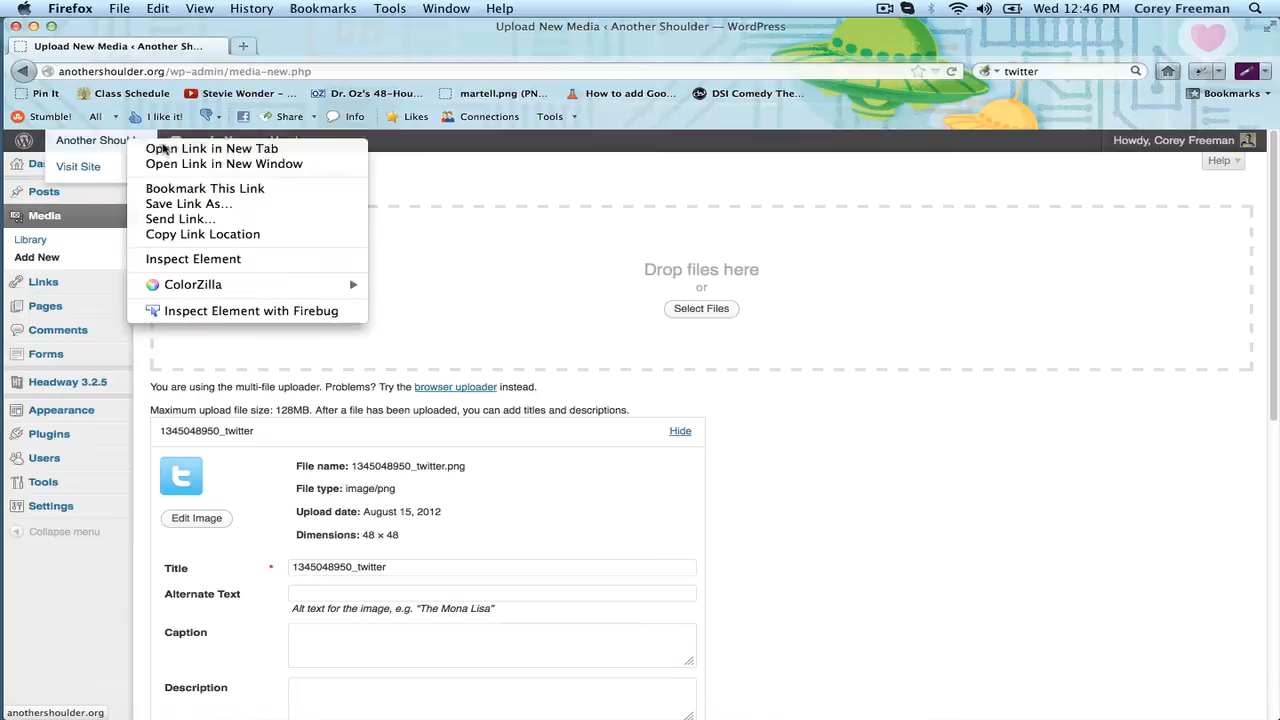 Firefox File Edit View History Bookmarks Tools Window Help Wed 12:46 PM Corey Freeman
Upload New Media ‹ Another Shoulder — WordPress
Upload New Media ‹ Another Sh...
anothershoulder.org/wp-admin/media-new.php twitter
Pin It Class Schedule Stevie Wonder – ... Dr. Oz's 48-Hou... martell.png (PN... How to add Goo... DSI Comedy The... Bookmarks
Stumble! All I like it! Share Info Likes Connections Tools
Another Howdy, Corey Freeman
Visit Site
Help
Open Link in New Tab
Open Link in New Window
Bookmark This Link
Save Link As...
Send Link...
Copy Link Location
Inspect Element
ColorZilla
Inspect Element with Firebug
Posts
Media
Library
Add New
Links
Pages
Comments
Forms
Headway 3.2.5
Appearance
Plugins
Users
Tools
Settings
Collapse menu
Drop files here
or
Select Files
You are using the multi-file uploader. Problems? Try the browser uploader instead.
Maximum upload file size: 128MB. After a file has been uploaded, you can add titles and descriptions.
1345048950_twitter Hide
File name: 1345048950_twitter.png
File type: image/png
Upload date: August 15, 2012
Dimensions: 48 × 48
Edit Image
Title * 1345048950_twitter
Alternate Text
Alt text for the image, e.g. "The Mona Lisa"
Caption
Description
anothershoulder.org